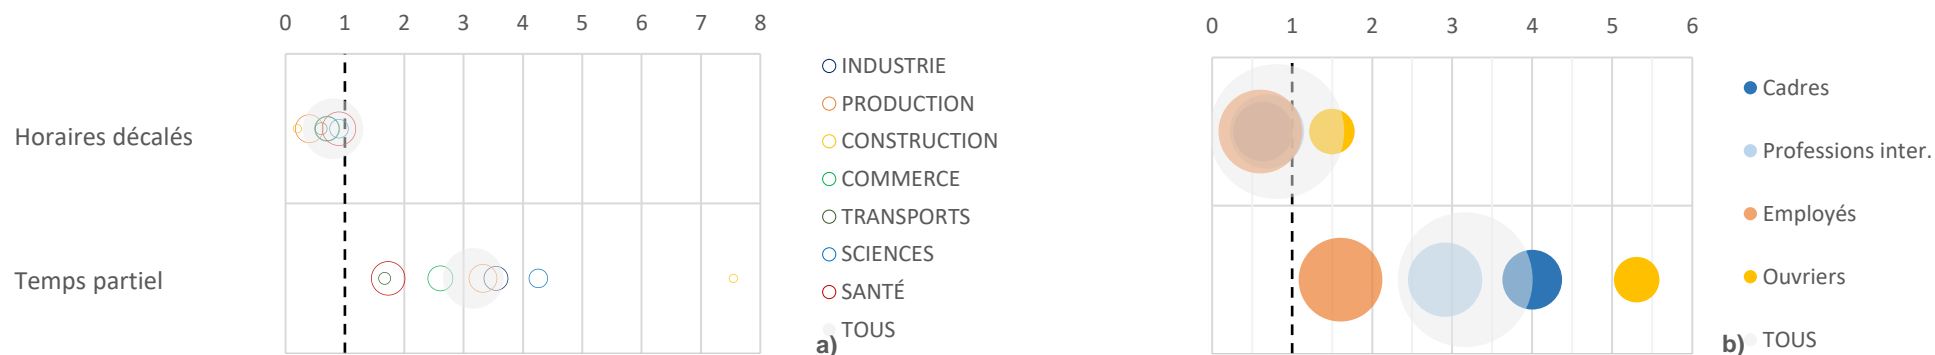 0 1 2 3 4 5 6 7 8
Horaires décalés
Temps partiel
INDUSTRIE
PRODUCTION
CONSTRUCTION
COMMERCE
TRANSPORTS
SCIENCES
SANTÉ
TOUS
a)
0 1 2 3 4 5 6
Cadres
Professions inter.
Employés
Ouvriers
TOUS
b)